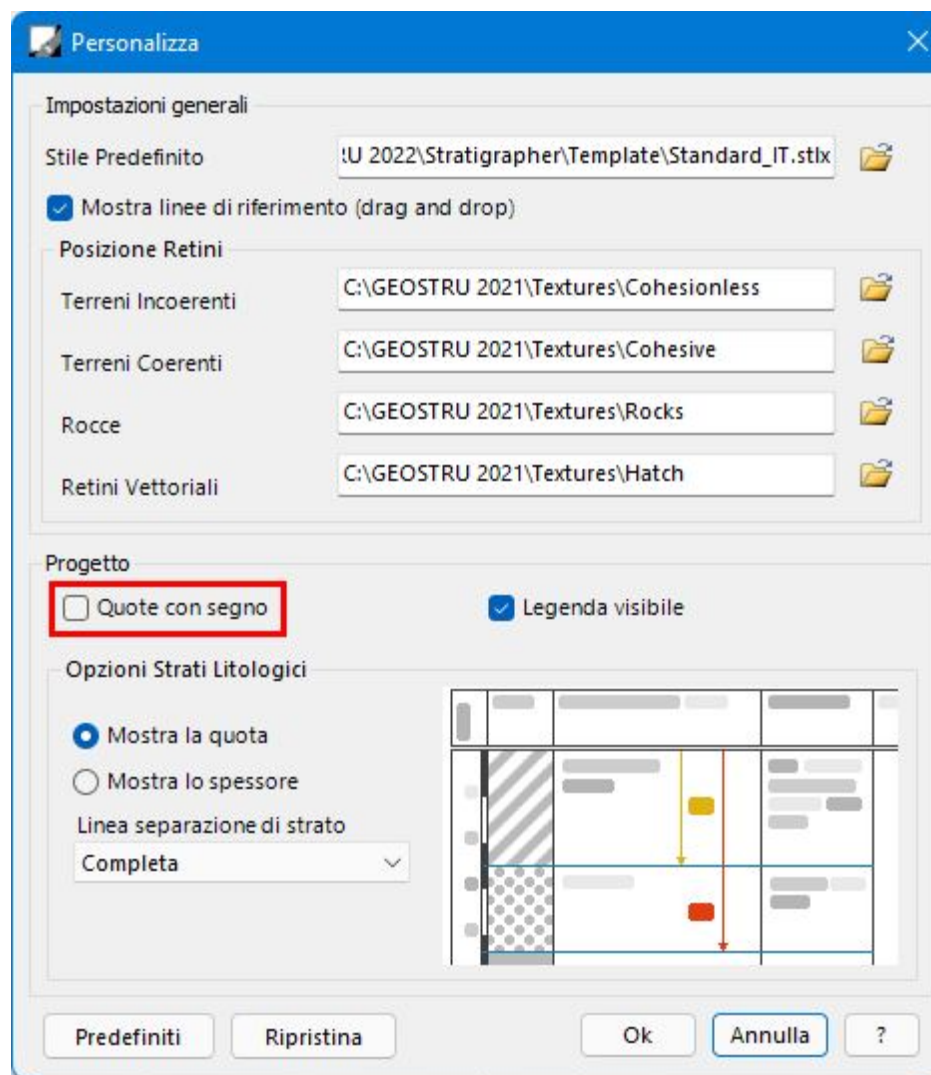 Personalizza
Impostazioni generali
Stile Predefinito :U 2022\Stratigrapher\Template\Standard_IT.stlx
Mostra linee di riferimento (drag and drop)
Posizione Retini
Terreni Incoerenti C:\GEOSTRU 2021\Textures\Cohesionless
Terreni Coerenti C:\GEOSTRU 2021\Textures\Cohesive
Rocce C:\GEOSTRU 2021\Textures\Rocks
Retini Vettoriali C:\GEOSTRU 2021\Textures\Hatch
Progetto
Quote con segno Legenda visibile
Opzioni Strati Litologici
Mostra la quota
Mostra lo spessore
Linea separazione di strato
Completa
Predefiniti Ripristina Ok Annulla ?